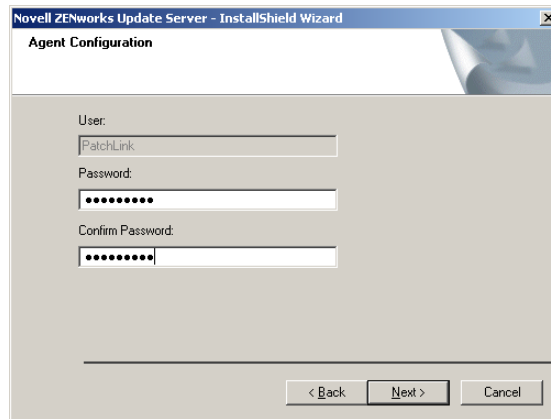 Novell ZENworks Update Server - InstallShield Wizard
Agent Configuration
User:
PatchLink
Password:
●●●●●●●●●
Confirm Password:
●●●●●●●●●
< Back Next > Cancel